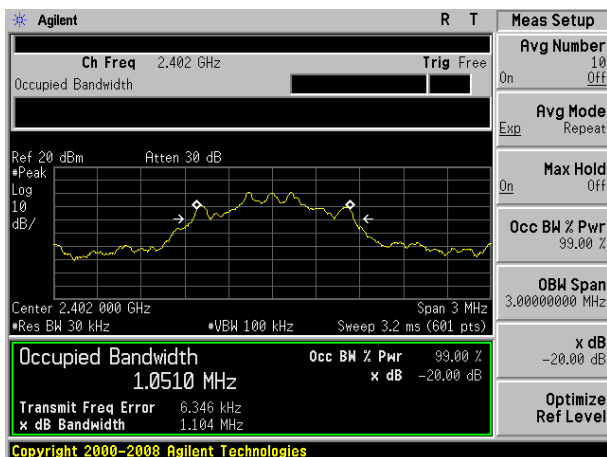 Agilent R T Meas Setup
Avg Number
10
On Off
Ch Freq 2.402 GHz Trig Free
Occupied Bandwidth
Avg Mode
Exp Repeat
Max Hold
On Off
Occ BW % Pwr
99.00 %
OBW Span
3.00000000 MHz
x dB
-20.00 dB
Optimize
Ref Level
Ref 20 dBm Atten 30 dB
#Peak
Log
10
dB/
Center 2.402 000 GHz Span 3 MHz
#Res BW 30 kHz #VBW 100 kHz Sweep 3.2 ms (601 pts)
Occupied Bandwidth Occ BW % Pwr 99.00 %
1.0510 MHz x dB -20.00 dB
Transmit Freq Error 6.346 kHz
x dB Bandwidth 1.104 MHz
Copyright 2000-2008 Agilent Technologies